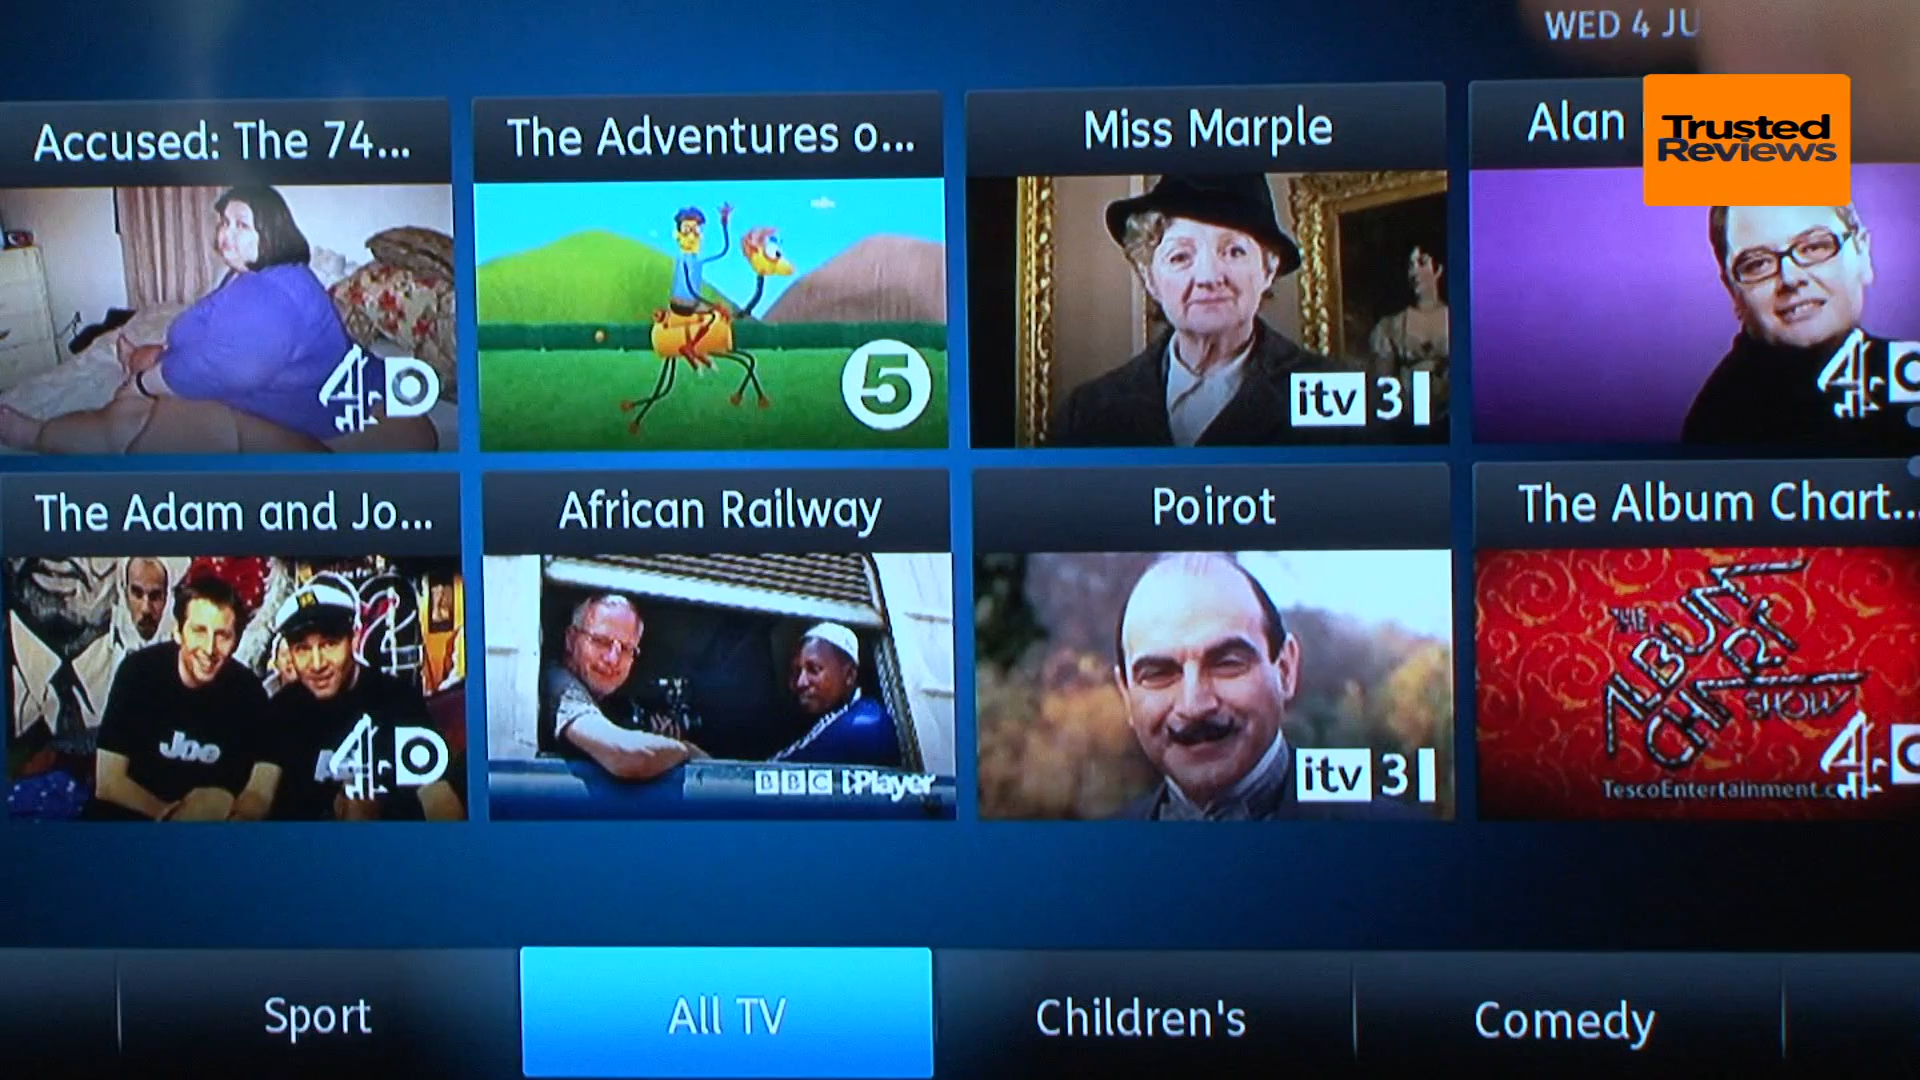 WED 4 JU
Accused: The 74...
The Adventures o...
Miss Marple
Alan
Trusted
Reviews
4oD
5
itv 3
4o
The Adam and Jo...
African Railway
Poirot
The Album Chart...
Joe
4oD
BBC iPlayer
itv 3
THE
ALBUM
CHART
SHOW
TescoEntertainment.c
4o
Sport
All TV
Children's
Comedy